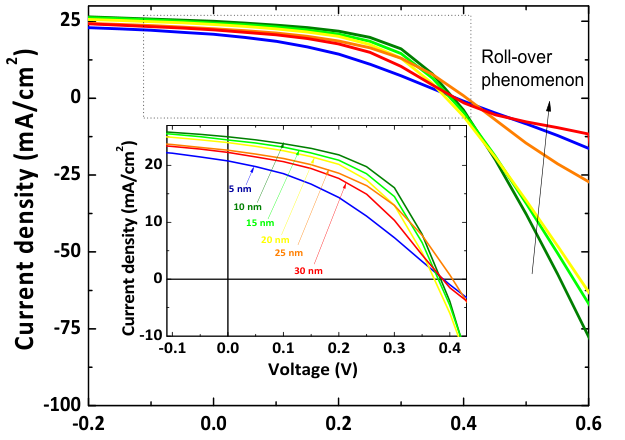 25
0
-25
-50
-75
-100
-0.2
0.0
0.2
0.4
0.6
Current density (mA/cm²)
Roll-over
phenomenon
20
10
0
-10
-0.1
0.0
0.1
0.2
0.3
0.4
Current density (mA/cm²)
Voltage (V)
5 nm
10 nm
15 nm
20 nm
25 nm
30 nm